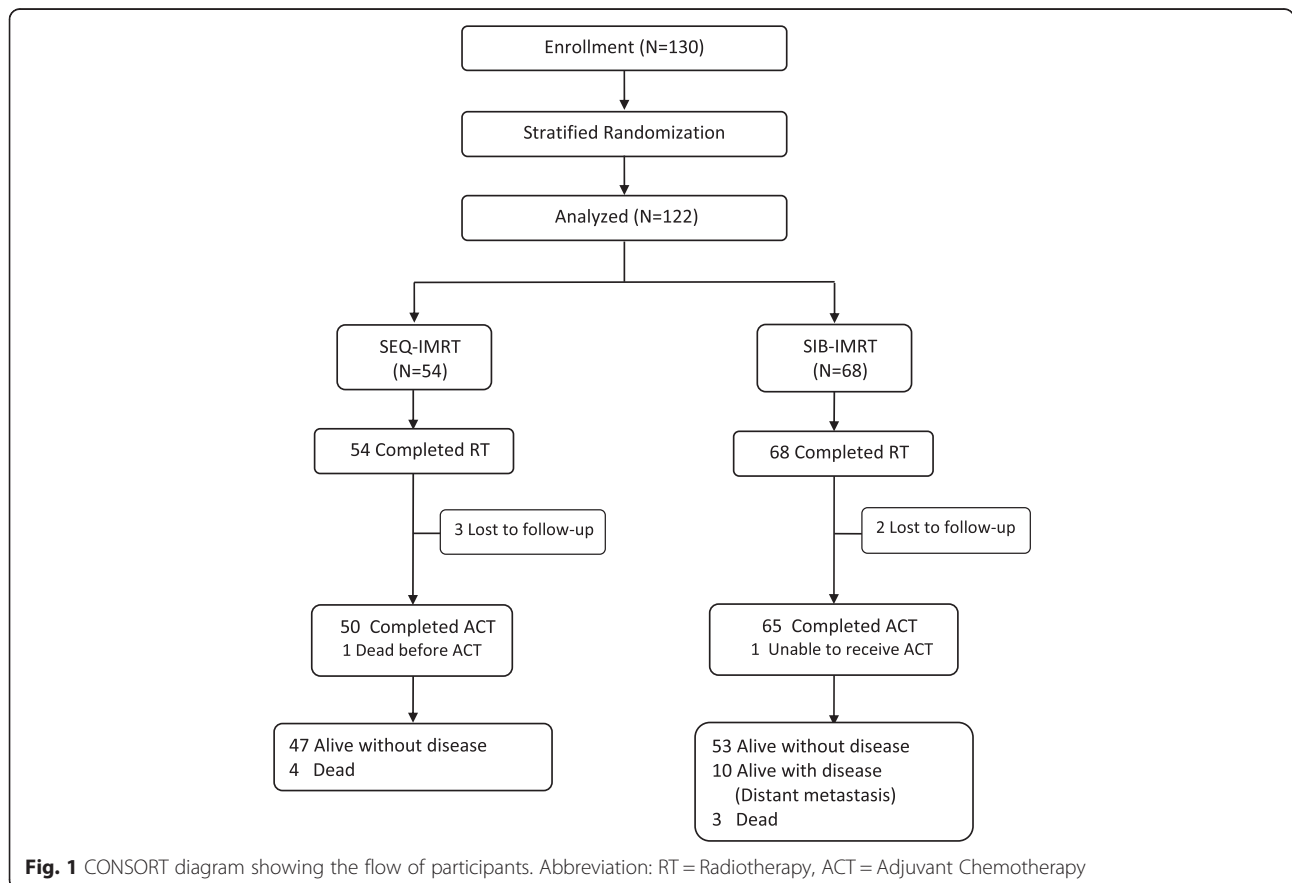 Enrollment (N=130)
Stratified Randomization
Analyzed (N=122)
SEQ-IMRT
(N=54)
SIB-IMRT
(N=68)
54 Completed RT
68 Completed RT
3 Lost to follow-up
2 Lost to follow-up
50 Completed ACT
1 Dead before ACT
65 Completed ACT
1 Unable to receive ACT
47 Alive without disease
4 Dead
53 Alive without disease
10 Alive with disease
(Distant metastasis)
3 Dead
Fig. 1 CONSORT diagram showing the flow of participants. Abbreviation: RT = Radiotherapy, ACT = Adjuvant Chemotherapy